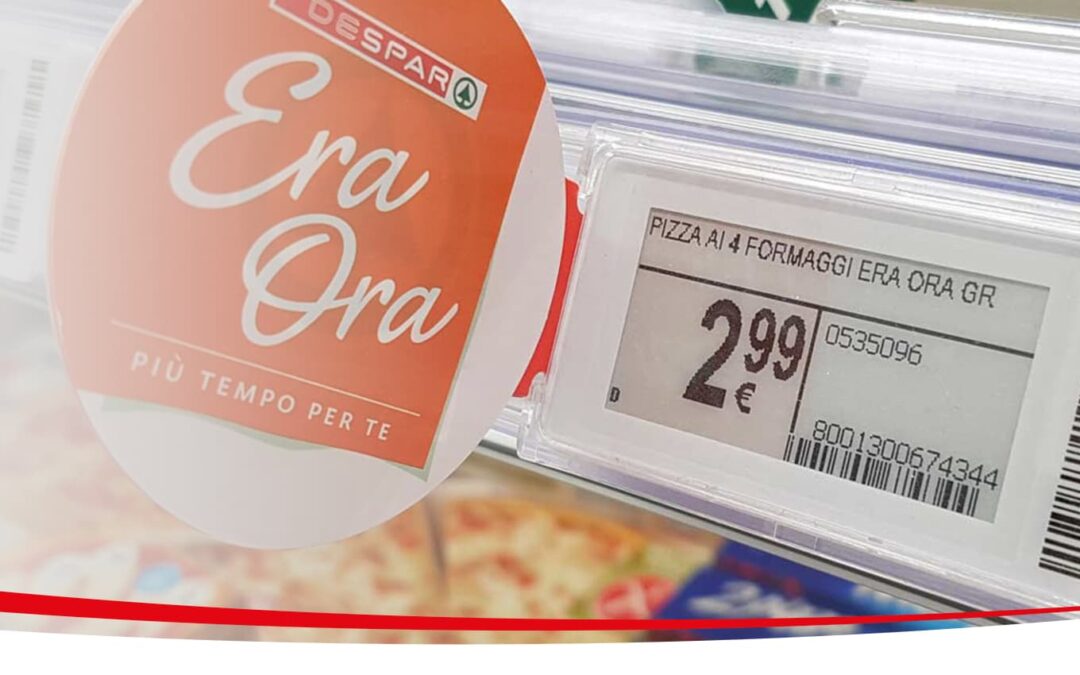 DESPAR
Era
Ora
PIÙ TEMPO PER TE
PIZZA AI 4 FORMAGGI ERA ORA GR
2 99
€
0535096
D
8001300674344